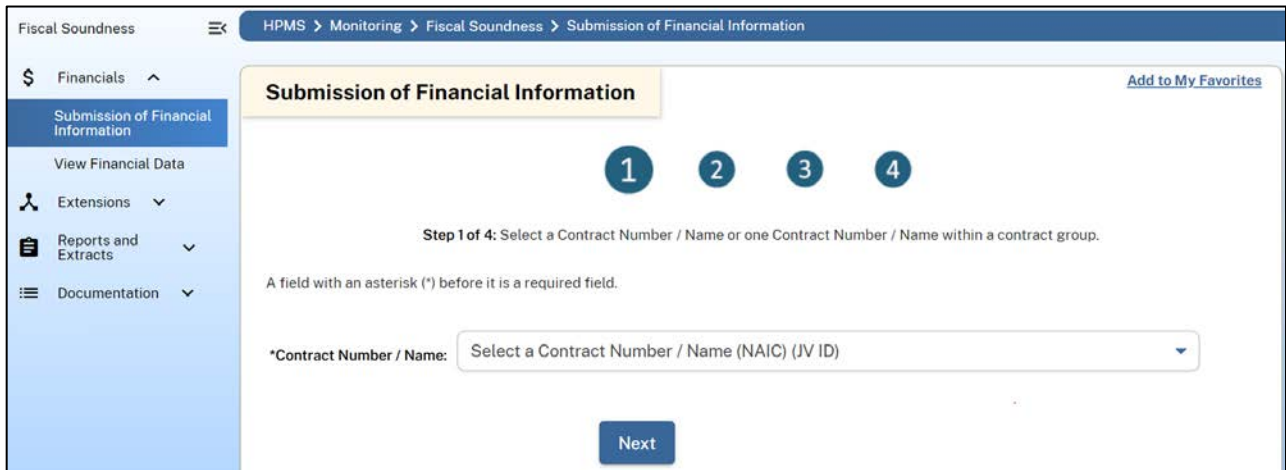 Fiscal Soundness
HPMS > Monitoring > Fiscal Soundness > Submission of Financial Information
$ Financials
Submission of Financial
Information
View Financial Data
Extensions
Reports and
Extracts
Documentation
Submission of Financial Information
Add to My Favorites
1 2 3 4
Step 1 of 4: Select a Contract Number / Name or one Contract Number / Name within a contract group.
A field with an asterisk (*) before it is a required field.
*Contract Number / Name: Select a Contract Number / Name (NAIC) (JV ID)
Next